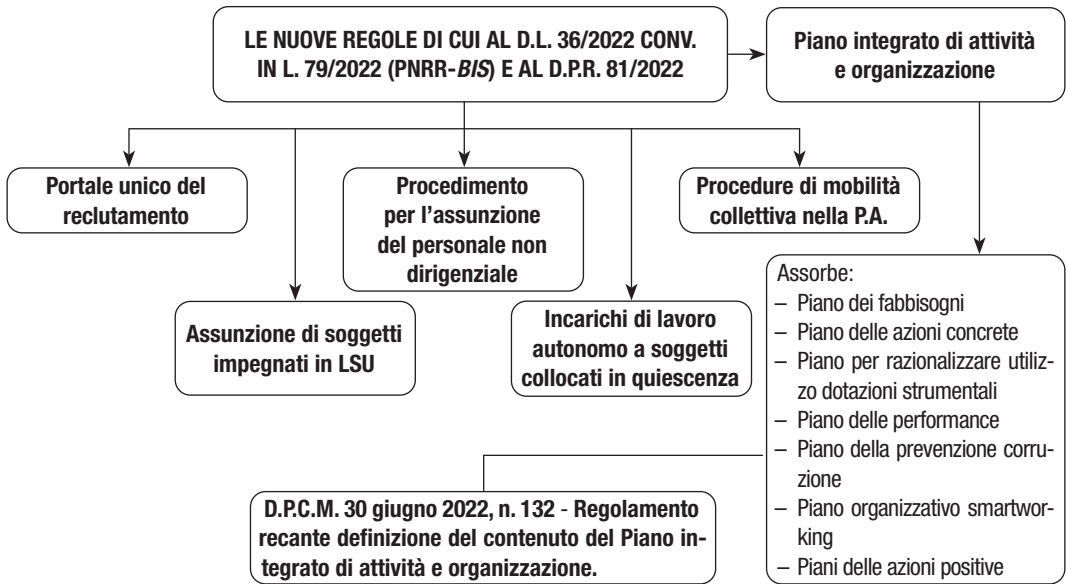 LE NUOVE REGOLE DI CUI AL D.L. 36/2022 CONV.
IN L. 79/2022 (PNRR-BIS) E AL D.P.R. 81/2022
Piano integrato di attività
e organizzazione
Portale unico del
reclutamento
Procedimento
per l'assunzione
del personale non
dirigenziale
Procedure di mobilità
collettiva nella P.A.
Assunzione di soggetti
impegnati in LSU
Incarichi di lavoro
autonomo a soggetti
collocati in quiescenza
Assorbe:
– Piano dei fabbisogni
– Piano delle azioni concrete
– Piano per razionalizzare utiliz-
zo dotazioni strumentali
– Piano delle performance
– Piano della prevenzione corru-
zione
– Piano organizzativo smartwor-
king
– Piani delle azioni positive
D.P.C.M. 30 giugno 2022, n. 132 - Regolamento
recante definizione del contenuto del Piano in-
tegrato di attività e organizzazione.